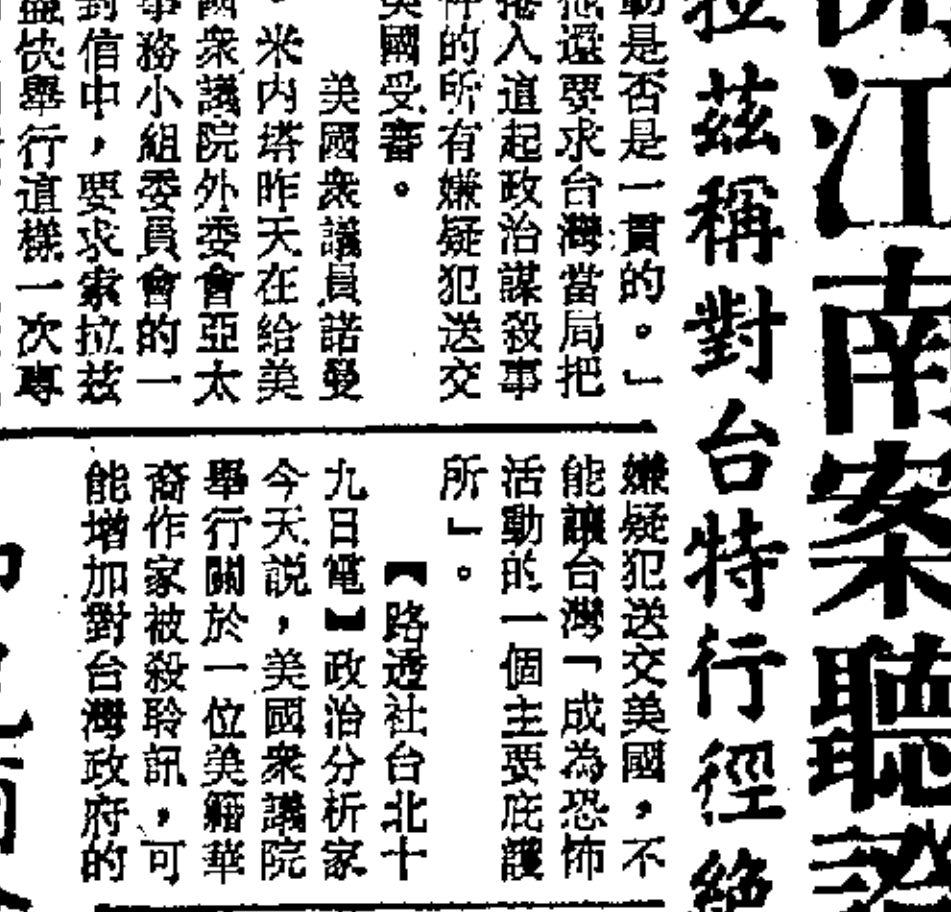 江南案聽證
拉茲稱對台特行徑絕
動是否是一貫的。」
他還要求台灣當局把
捲入這起政治謀殺事
件的所有嫌疑犯送交
美國受審。
美國衆議員諾曼
・米内塔昨天在給美
國衆議院外委會亞太
事務小組委員會的一
封信中，要求索拉兹
盡快舉行這樣一次專
嫌疑犯送交美國，不
能讓台灣「成為恐怖
活動的一個主要庇護
所」。
【路透社台北十
九日電】政治分析家
今天説，美國衆議院
舉行關於一位美籍華
裔作家被殺聆訊，可
能增加對台灣政府的